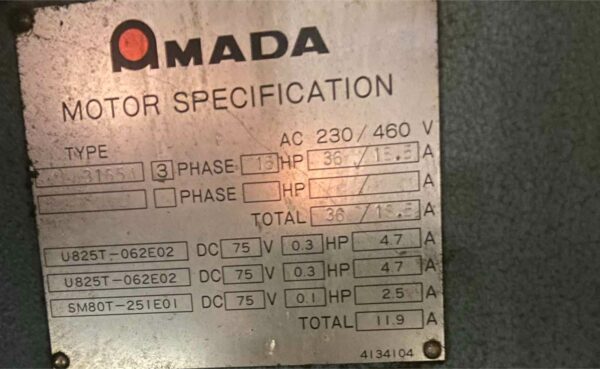 AMADA
MOTOR SPECIFICATION
TYPE AC 230/460 V
3 PHASE HP 36 / A
PHASE HP / A
TOTAL 36 / A
U825T-062E02 DC 75 V 0.3 HP 4.7 A
U825T-062E02 DC 75 V 0.3 HP 4.7 A
SM80T-251E01 DC 75 V 0.1 HP 2.5 A
TOTAL 11.9 A
4134104